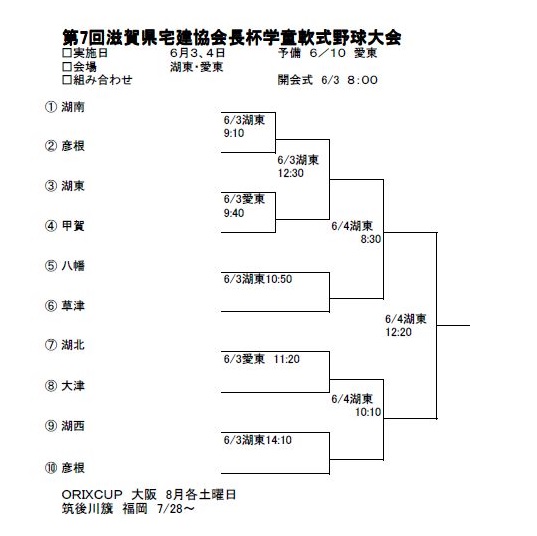 第7回滋賀県宅建協会長杯学童軟式野球大会
□実施日 6月3、4日 予備 6／10 愛東
□会場 湖東・愛東
□組み合わせ 開会式 6/3 8：00
① 湖南
6/3湖東
9:10
② 彦根
6/3湖東
12:30
③ 湖東
6/3愛東
9:40
④ 甲賀
6/4湖東
8:30
⑤ 八幡
6/3湖東10:50
⑥ 草津
6/4湖東
12:20
⑦ 湖北
6/3愛東 11:20
⑧ 大津
6/4湖東
10:10
⑨ 湖西
6/3湖東14:10
⑩ 彦根
ORIXCUP 大阪 8月各土曜日
筑後川籏 福岡 7/28～